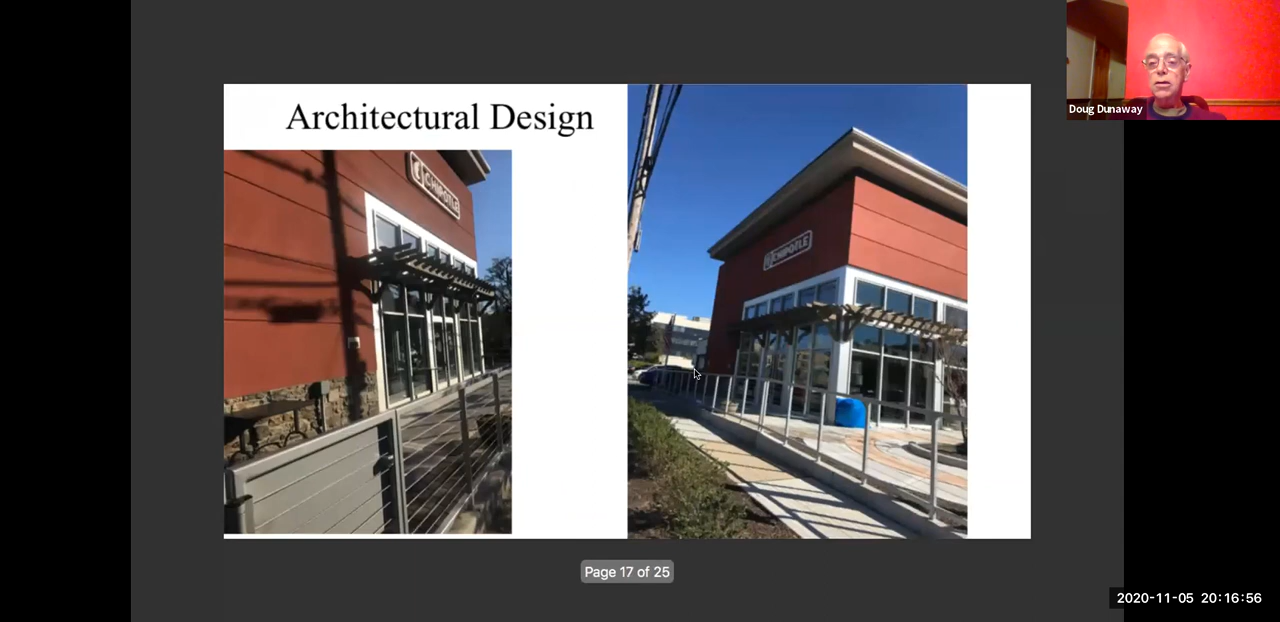 Architectural Design
CHIPOTLE
CHIPOTLE
Doug Dunaway
Page 17 of 25
2020-11-05 20:16:56